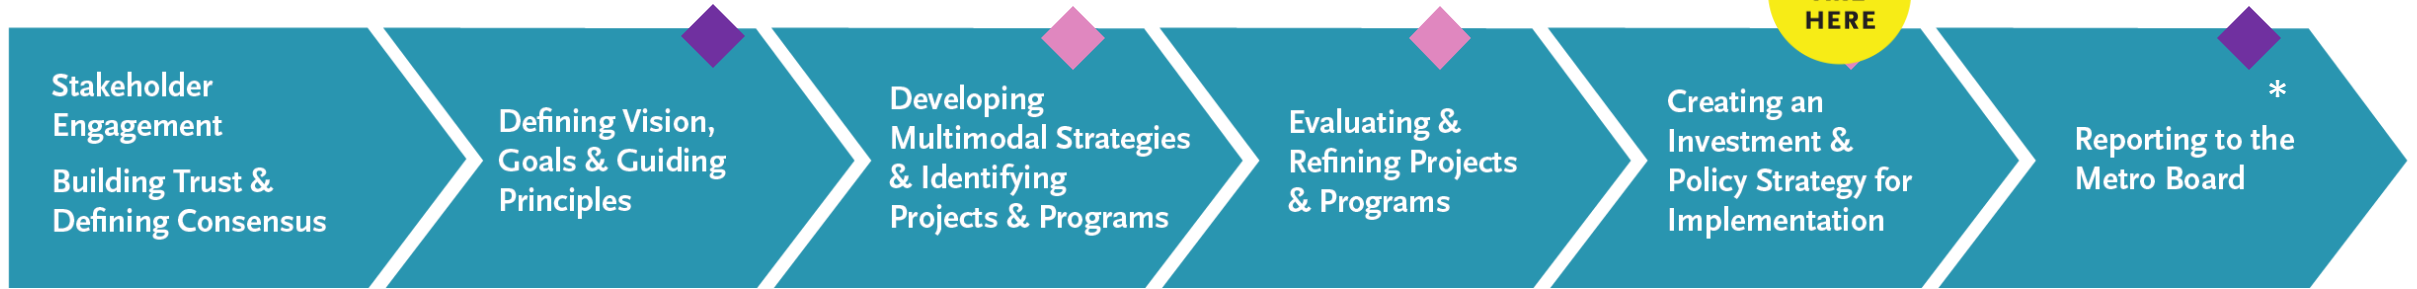 HERE
Stakeholder
Engagement
Building Trust &
Defining Consensus
Defining Vision,
Goals & Guiding
Principles
Developing
Multimodal Strategies
& Identifying
Projects & Programs
Evaluating &
Refining Projects
& Programs
Creating an
Investment &
Policy Strategy for
Implementation
*
Reporting to the
Metro Board